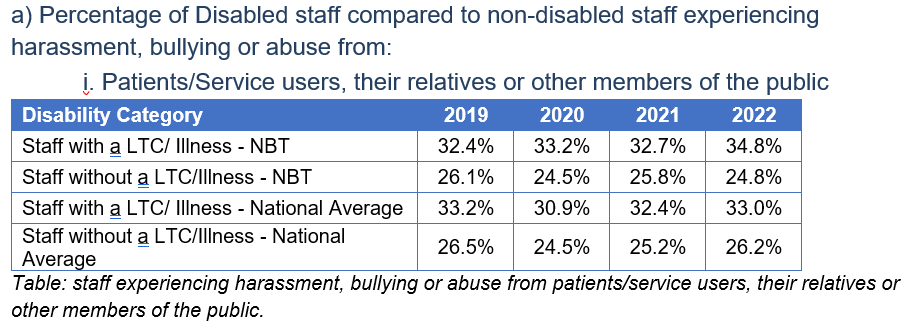 a) Percentage of Disabled staff compared to non-disabled staff experiencing
harassment, bullying or abuse from:
i. Patients/Service users, their relatives or other members of the public
Disability Category 2019 2020 2021 2022
Staff with a LTC/ Illness - NBT 32.4% 33.2% 32.7% 34.8%
Staff without a LTC/Illness - NBT 26.1% 24.5% 25.8% 24.8%
Staff with a LTC/ Illness - National Average 33.2% 30.9% 32.4% 33.0%
Staff without a LTC/Illness - National
Average 26.5% 24.5% 25.2% 26.2%
Table: staff experiencing harassment, bullying or abuse from patients/service users, their relatives or
other members of the public.